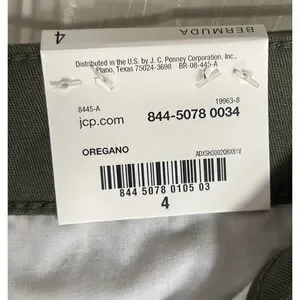 4
BERMUDA
Distributed in the U.S. by J. C. Penney Corporation, Inc.,
Plano, Texas 75024-3698 BR-08-445-A
8445-A 19963-8
jcp.com 844-5078 0034
OREGANO
844 5078 0105 03
4